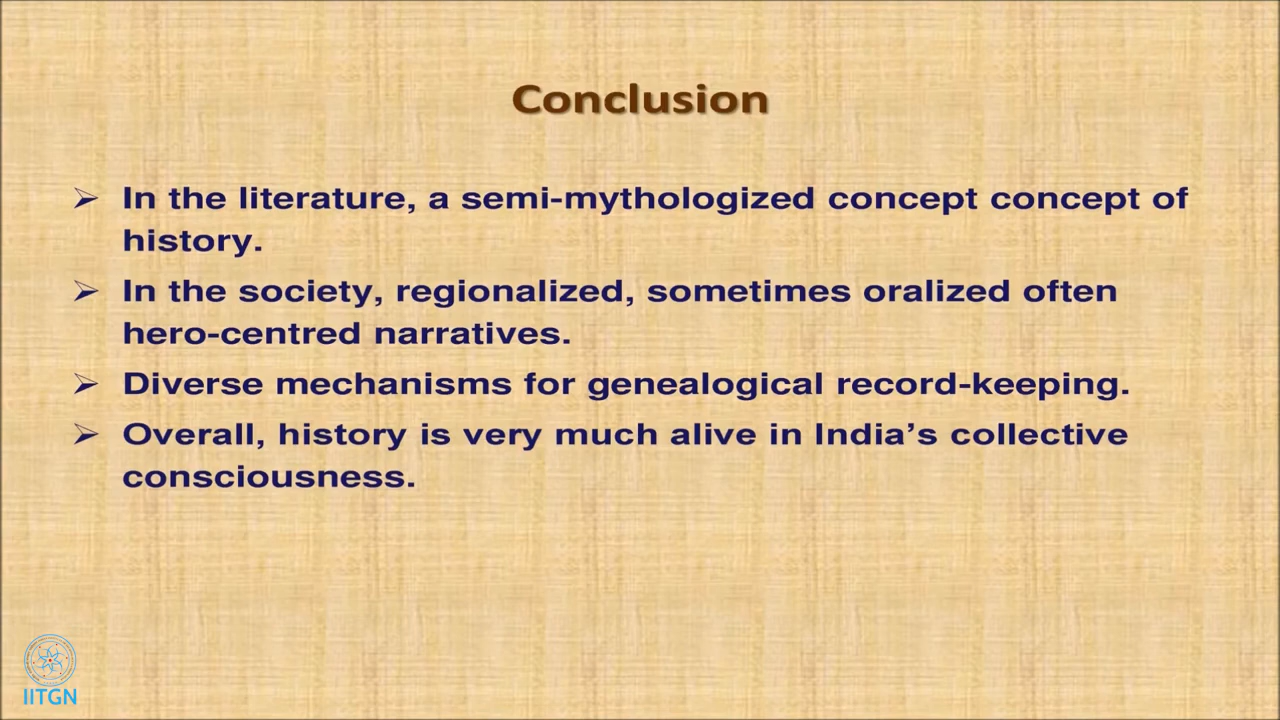 Conclusion
➢ In the literature, a semi-mythologized concept concept of
history.
➢ In the society, regionalized, sometimes oralized often
hero-centred narratives.
➢ Diverse mechanisms for genealogical record-keeping.
➢ Overall, history is very much alive in India’s collective
consciousness.
IITGN